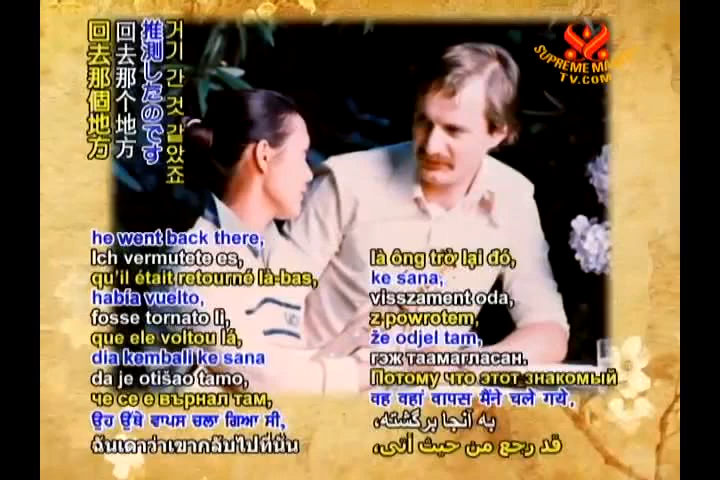 回去那個地方
回去那个地方
推測したのです
거기 간 것 같았죠
TV.COM
he went back there,
Ich vermutete es,
qu'il était retourné là-bas,
había vuelto,
fosse tornato lì,
que ele voltou lá,
dia kembali ke sana
da je otišao tamo,
че се е върнал там,
ਉਹ ਉੱਥੇ ਵਾਪਸ ਚਲਾ ਗਿਆ ਸੀ,
ฉันเดาว่าเขากลับไปที่นั่น
là ông trở lại đó,
ke sana,
visszament oda,
z powrotem,
že odjel tam,
гэж таамагласан.
Потому что этот знакомый
वह वहां वापस मैंने चले गये,
به آنجا برگشته،
قد رجع من حيث أتى،